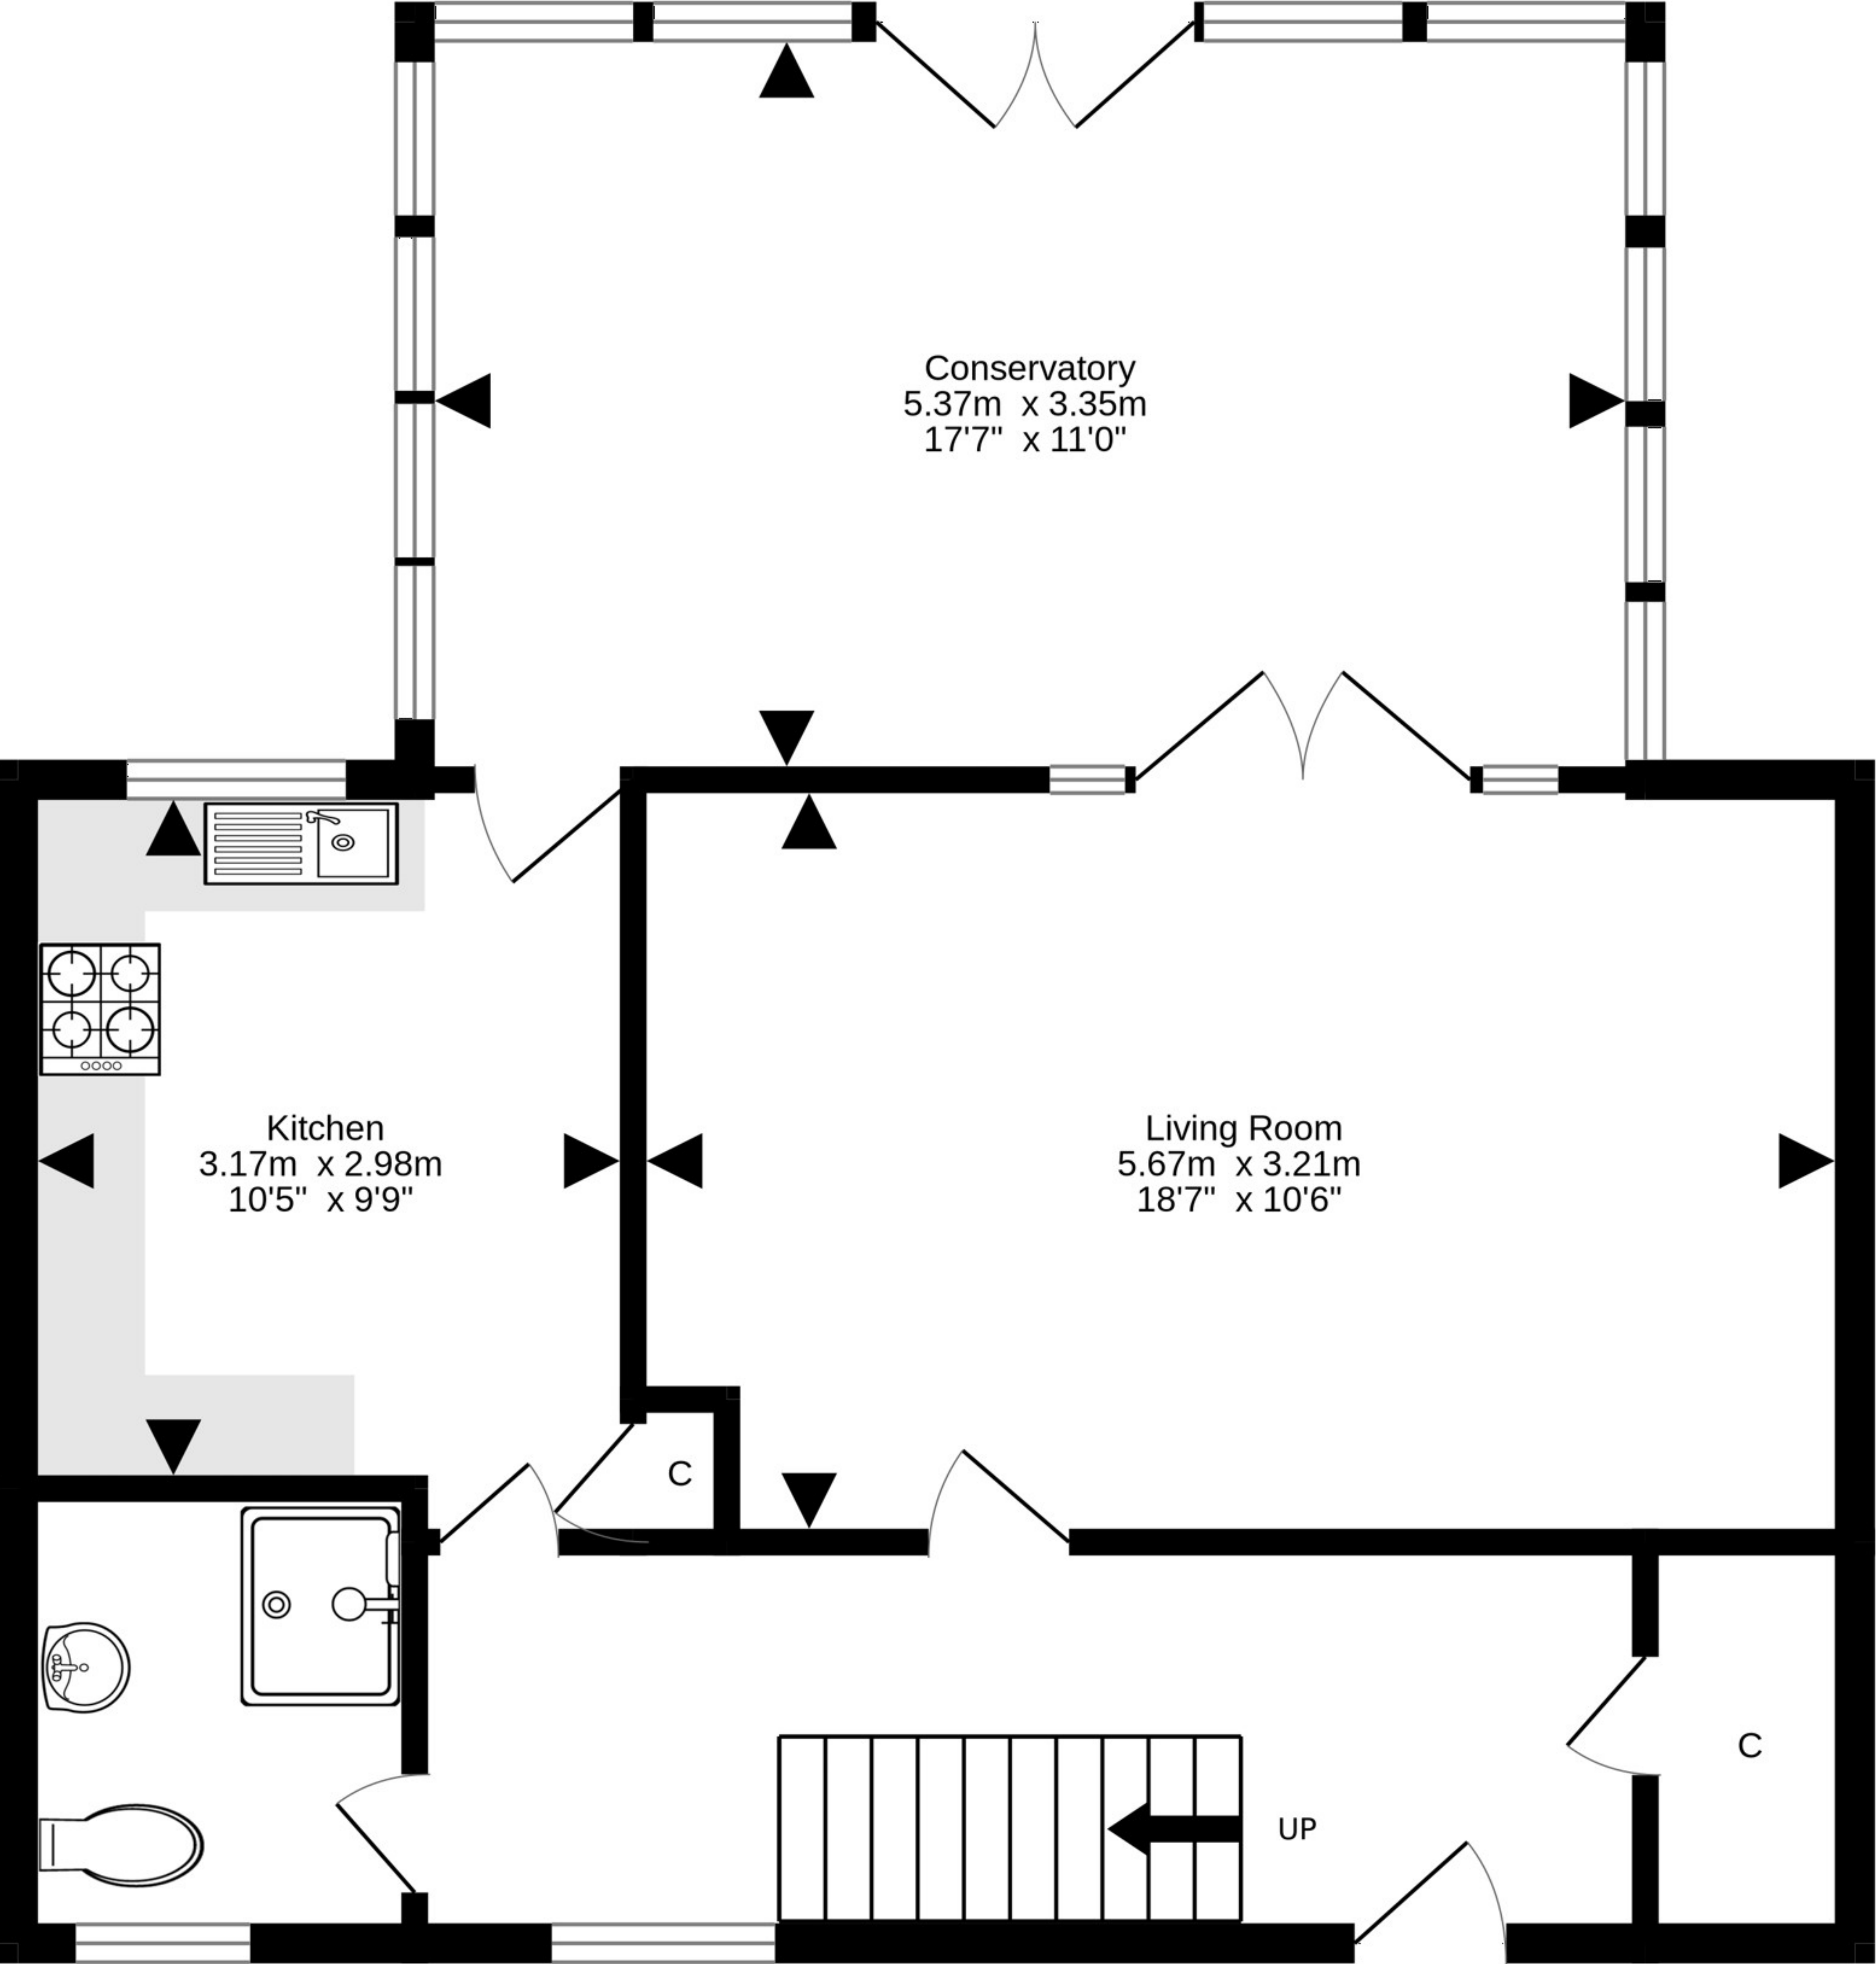 Conservatory
5.37m x 3.35m
17'7" x 11'0"
Kitchen
3.17m x 2.98m
10'5" x 9'9"
Living Room
5.67m x 3.21m
18'7" x 10'6"
C
C
UP